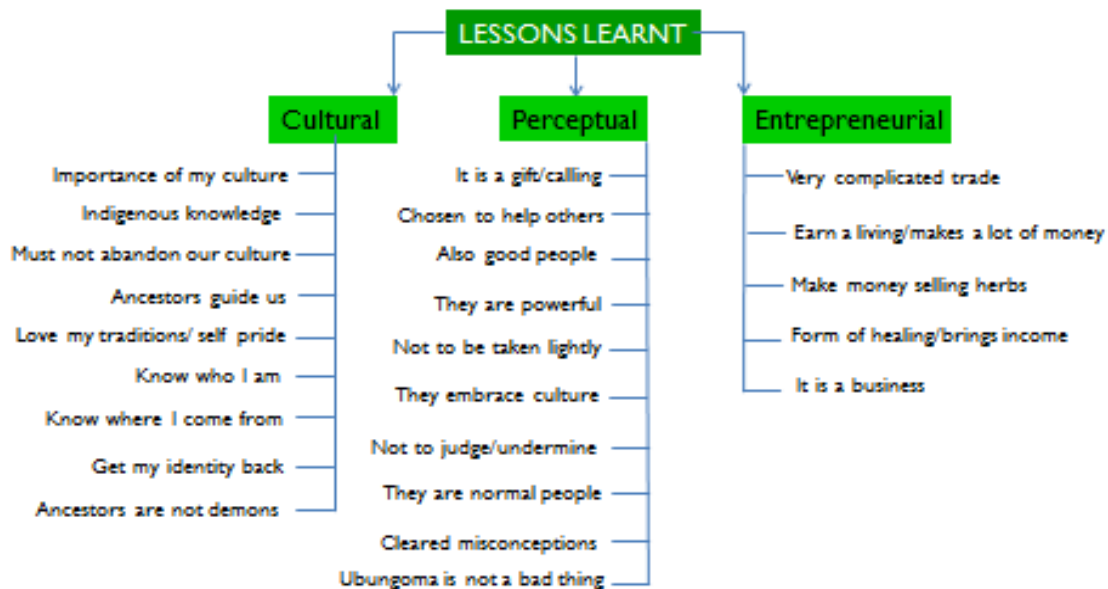 LESSONS LEARNT
Cultural
Importance of my culture
Indigenous knowledge
Must not abandon our culture
Ancestors guide us
Love my traditions/ self pride
Know who I am
Know where I come from
Get my identity back
Ancestors are not demons
Perceptual
It is a gift/calling
Chosen to help others
Also good people
They are powerful
Not to be taken lightly
They embrace culture
Not to judge/undermine
They are normal people
Cleared misconceptions
Ubungoma is not a bad thing
Entrepreneurial
Very complicated trade
Earn a living/makes a lot of money
Make money selling herbs
Form of healing/brings income
It is a business